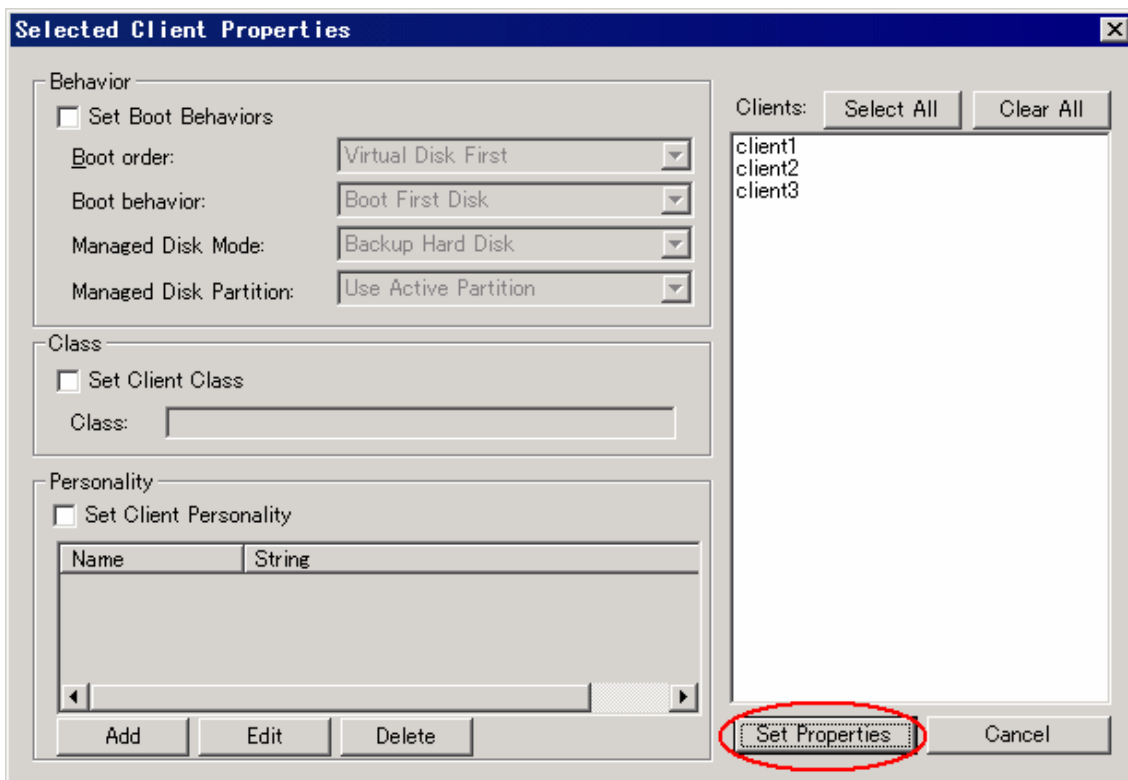 Selected Client Properties
Behavior
Set Boot Behaviors
Boot order: Virtual Disk First
Boot behavior: Boot First Disk
Managed Disk Mode: Backup Hard Disk
Managed Disk Partition: Use Active Partition
Class
Set Client Class
Class:
Personality
Set Client Personality
Name String
Add Edit Delete
Clients: Select All Clear All
client1
client2
client3
Set Properties Cancel